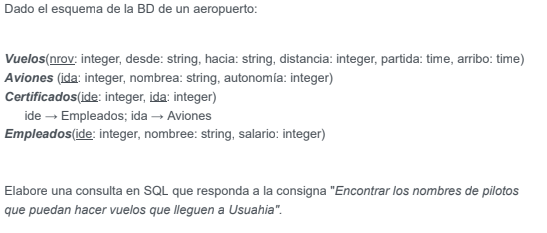 Dado el esquema de la BD de un aeropuerto:
Vuelos(nrov: integer, desde: string, hacia: string, distancia: integer, partida: time, arribo: time)
Aviones (ida: integer, nombrea: string, autonomía: integer)
Certificados(ide: integer, ida: integer)
ide → Empleados; ida → Aviones
Empleados(ide: integer, nombree: string, salario: integer)
Elabore una consulta en SQL que responda a la consigna "Encontrar los nombres de pilotos
que puedan hacer vuelos que lleguen a Usuahia".